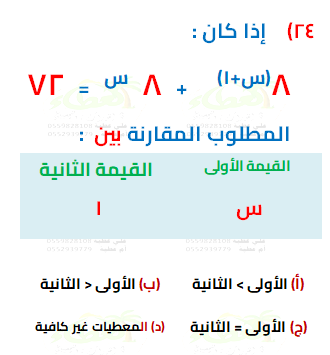 ٢٤) إذا كان :
٨(س+١) + ٨س = ٧٢
المطلوب المقارنة بين :
القيمة الأولى القيمة الثانية
س ١
(أ) الأولى > الثانية (ب) الأولى < الثانية
(ج) الأولى = الثانية (د) المعطيات غير كافية